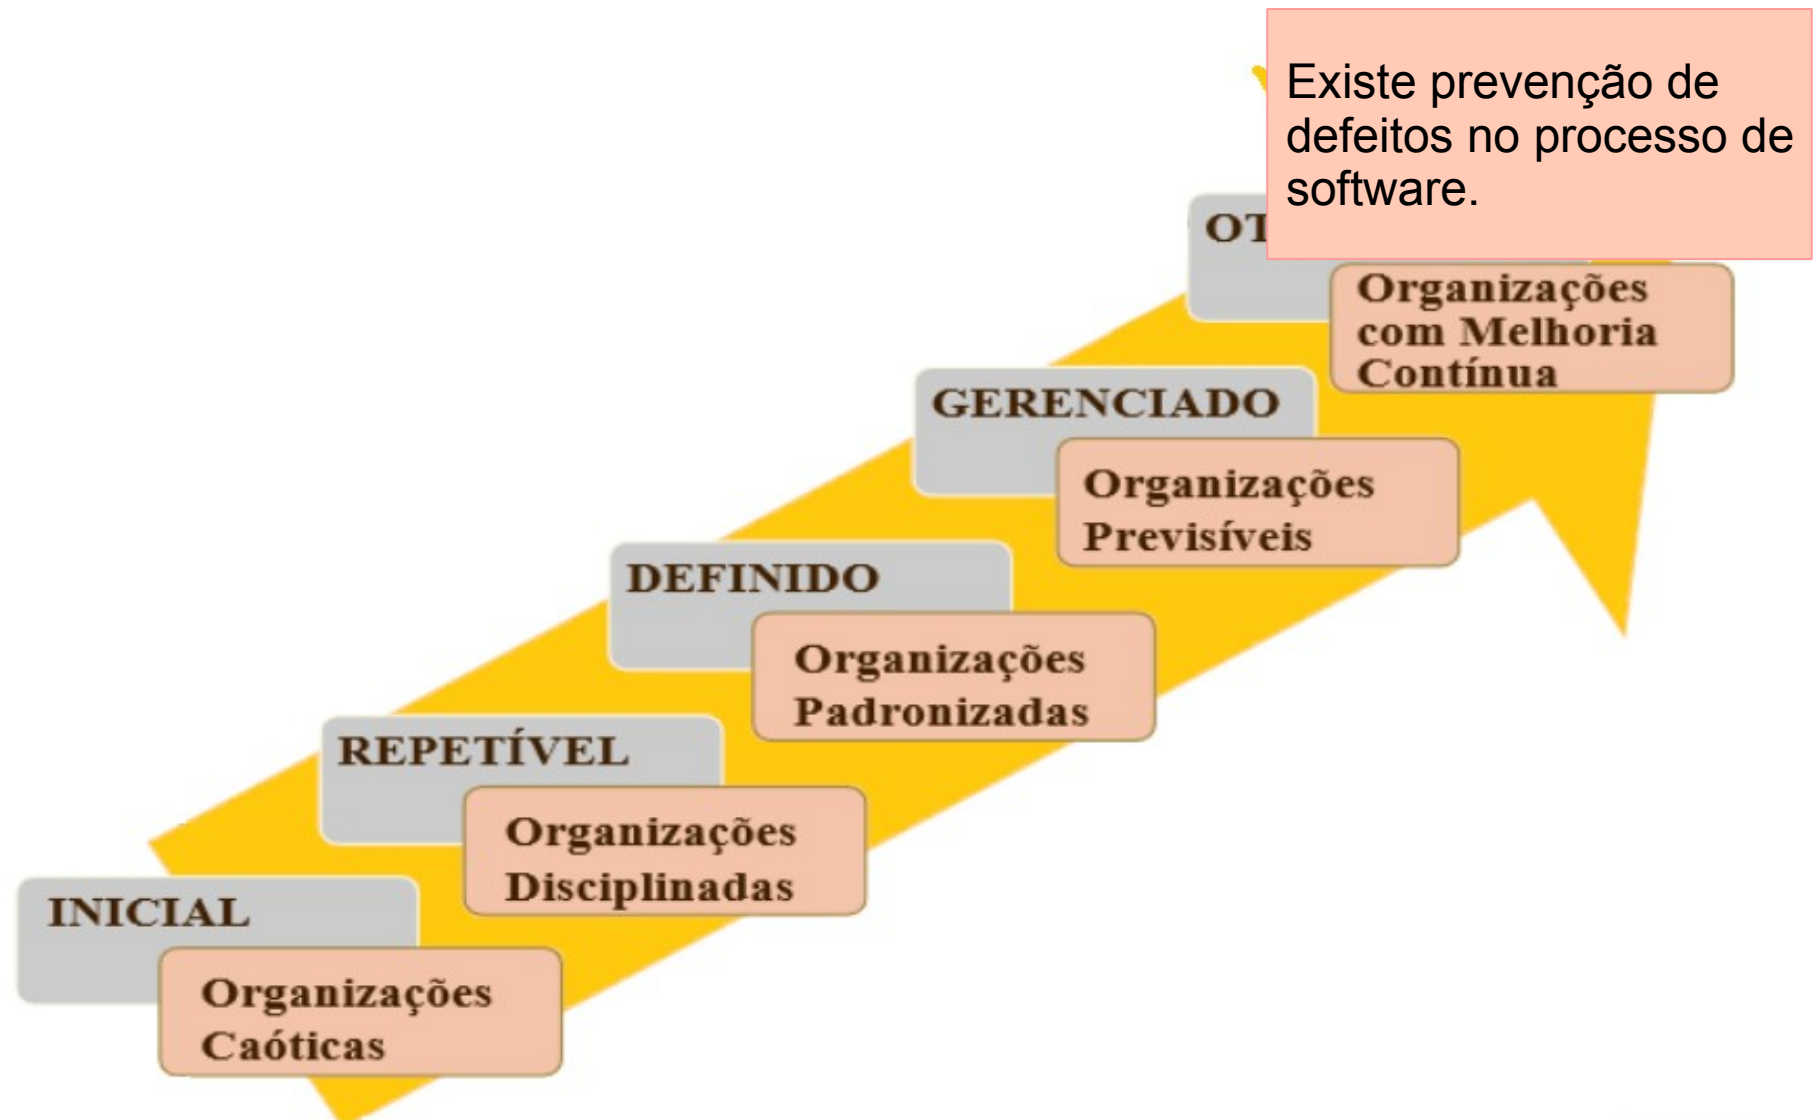 Existe prevenção de
defeitos no processo de
software.
OT
Organizações
com Melhoria
Contínua
GERENCIADO
Organizações
Previsíveis
DEFINIDO
Organizações
Padronizadas
REPETÍVEL
Organizações
Disciplinadas
INICIAL
Organizações
Caóticas